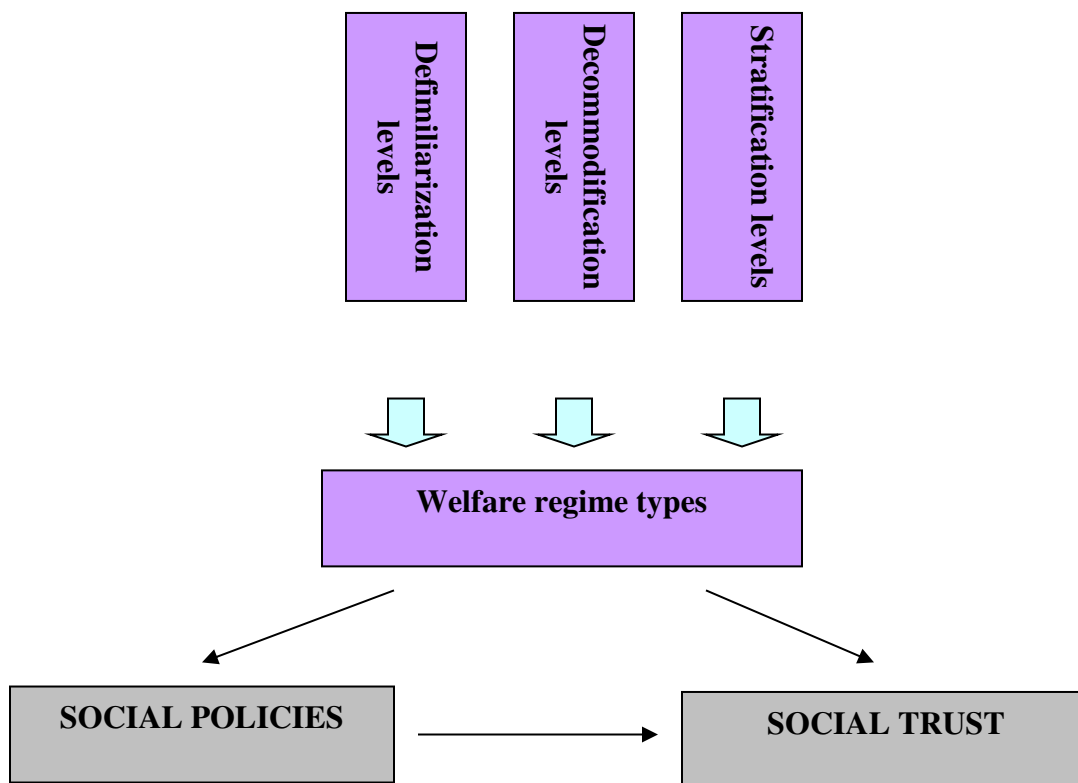 Defimiliarization
levels
Decommodification
levels
Stratification levels
Welfare regime types
SOCIAL POLICIES
SOCIAL TRUST